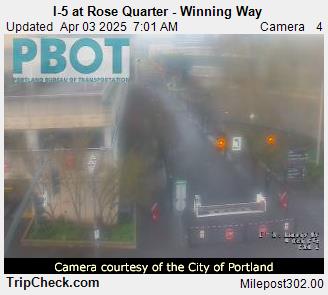 I-5 at Rose Quarter - Winning Way
Updated Apr 03 2025 7:01 AM Camera 4
PBOT
PORTLAND BUREAU OF TRANSPORTATION
Camera courtesy of the City of Portland
TripCheck.com Milepost302.00